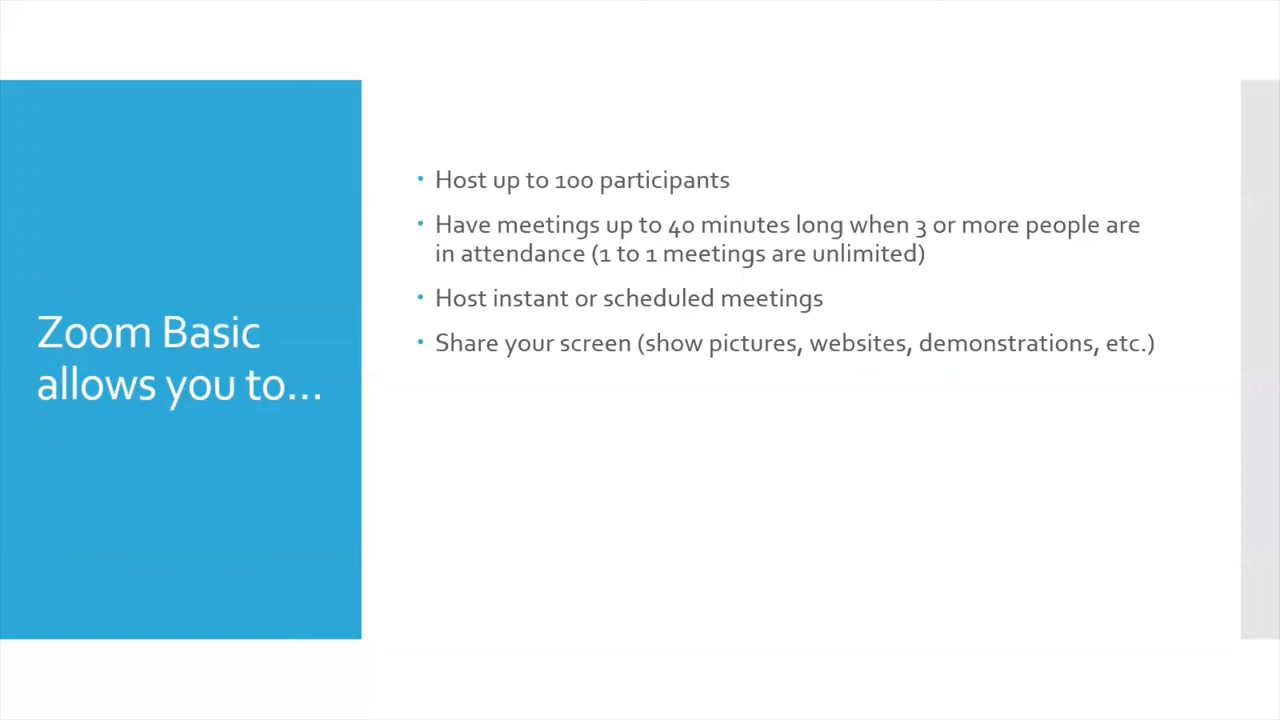 Zoom Basic
allows you to...
• Host up to 100 participants
• Have meetings up to 40 minutes long when 3 or more people are
in attendance (1 to 1 meetings are unlimited)
• Host instant or scheduled meetings
• Share your screen (show pictures, websites, demonstrations, etc.)